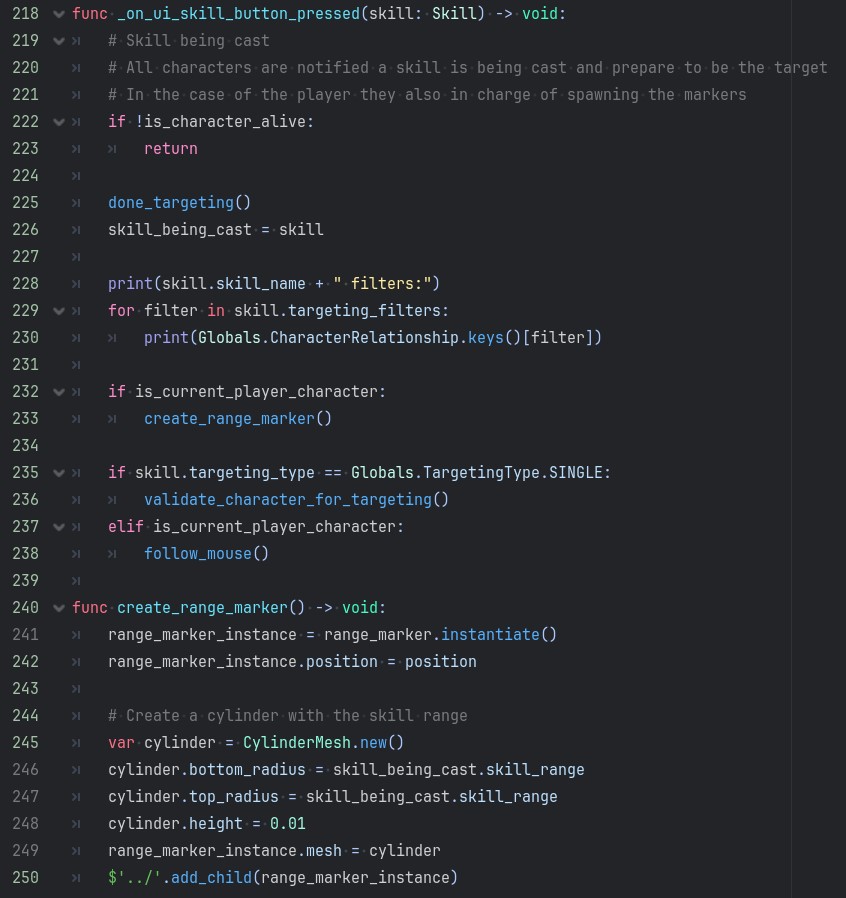 218 func _on_ui_skill_button_pressed(skill: Skill) -> void:
219 # Skill being cast
220 # All characters are notified a skill is being cast and prepare to be the target
221 # In the case of the player they also in charge of spawning the markers
222 if !is_character_alive:
223 return
224
225 done_targeting()
226 skill_being_cast = skill
227
228 print(skill.skill_name + " filters:")
229 for filter in skill.targeting_filters:
230 print(Globals.CharacterRelationship.keys()[filter])
231
232 if is_current_player_character:
233 create_range_marker()
234
235 if skill.targeting_type == Globals.TargetingType.SINGLE:
236 validate_character_for_targeting()
237 elif is_current_player_character:
238 follow_mouse()
239
240 func create_range_marker() -> void:
241 range_marker_instance = range_marker.instantiate()
242 range_marker_instance.position = position
243
244 # Create a cylinder with the skill range
245 var cylinder = CylinderMesh.new()
246 cylinder.bottom_radius = skill_being_cast.skill_range
247 cylinder.top_radius = skill_being_cast.skill_range
248 cylinder.height = 0.01
249 range_marker_instance.mesh = cylinder
250 $'../'.add_child(range_marker_instance)